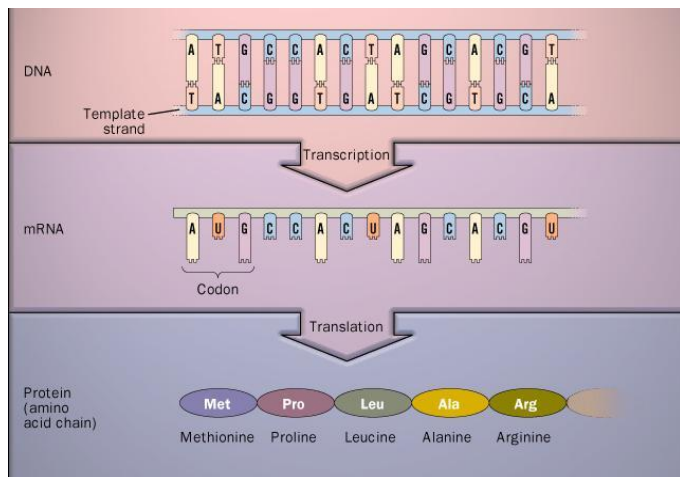 A T G C C A C T A G C A C G T
DNA
T A C G G T G A T C G T G C A
Template
strand
Transcription
mRNA
A U G C C A C U A G C A C G U
Codon
Translation
Protein
(amino
acid chain)
Met Pro Leu Ala Arg
Methionine Proline Leucine Alanine Arginine